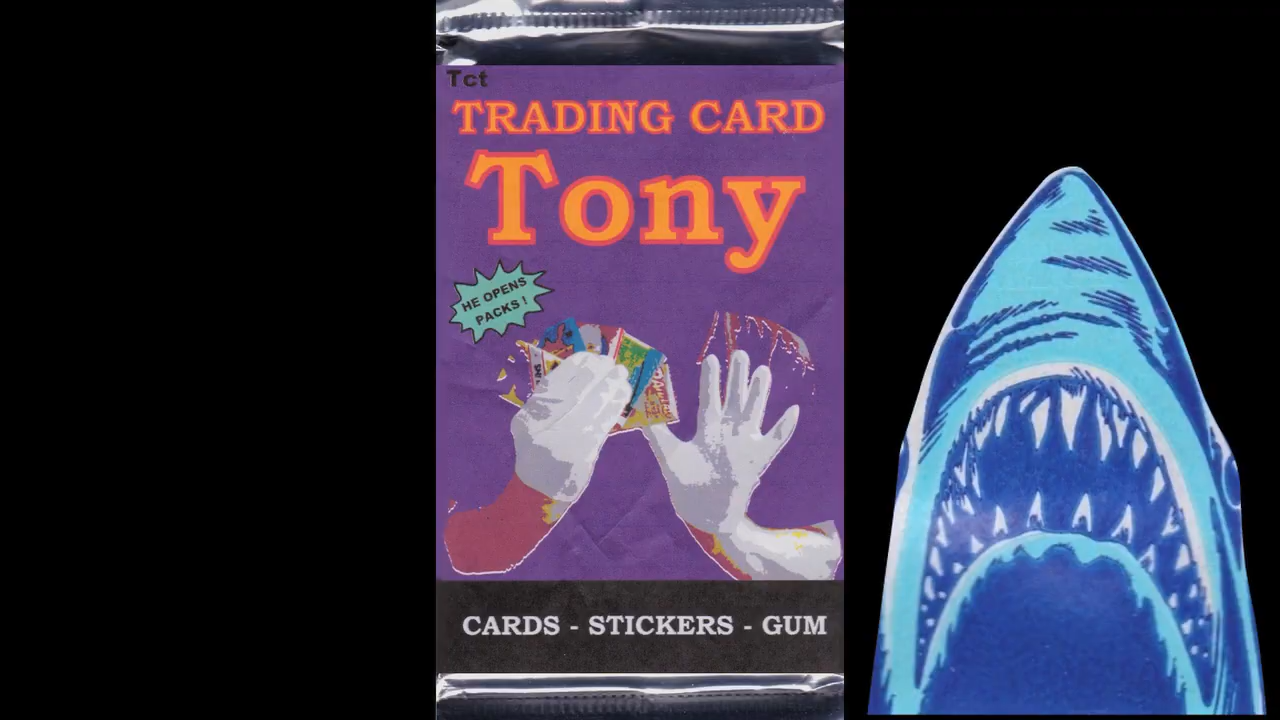 Tct
TRADING CARD
Tony
HE OPENS
PACKS !
CARDS - STICKERS - GUM